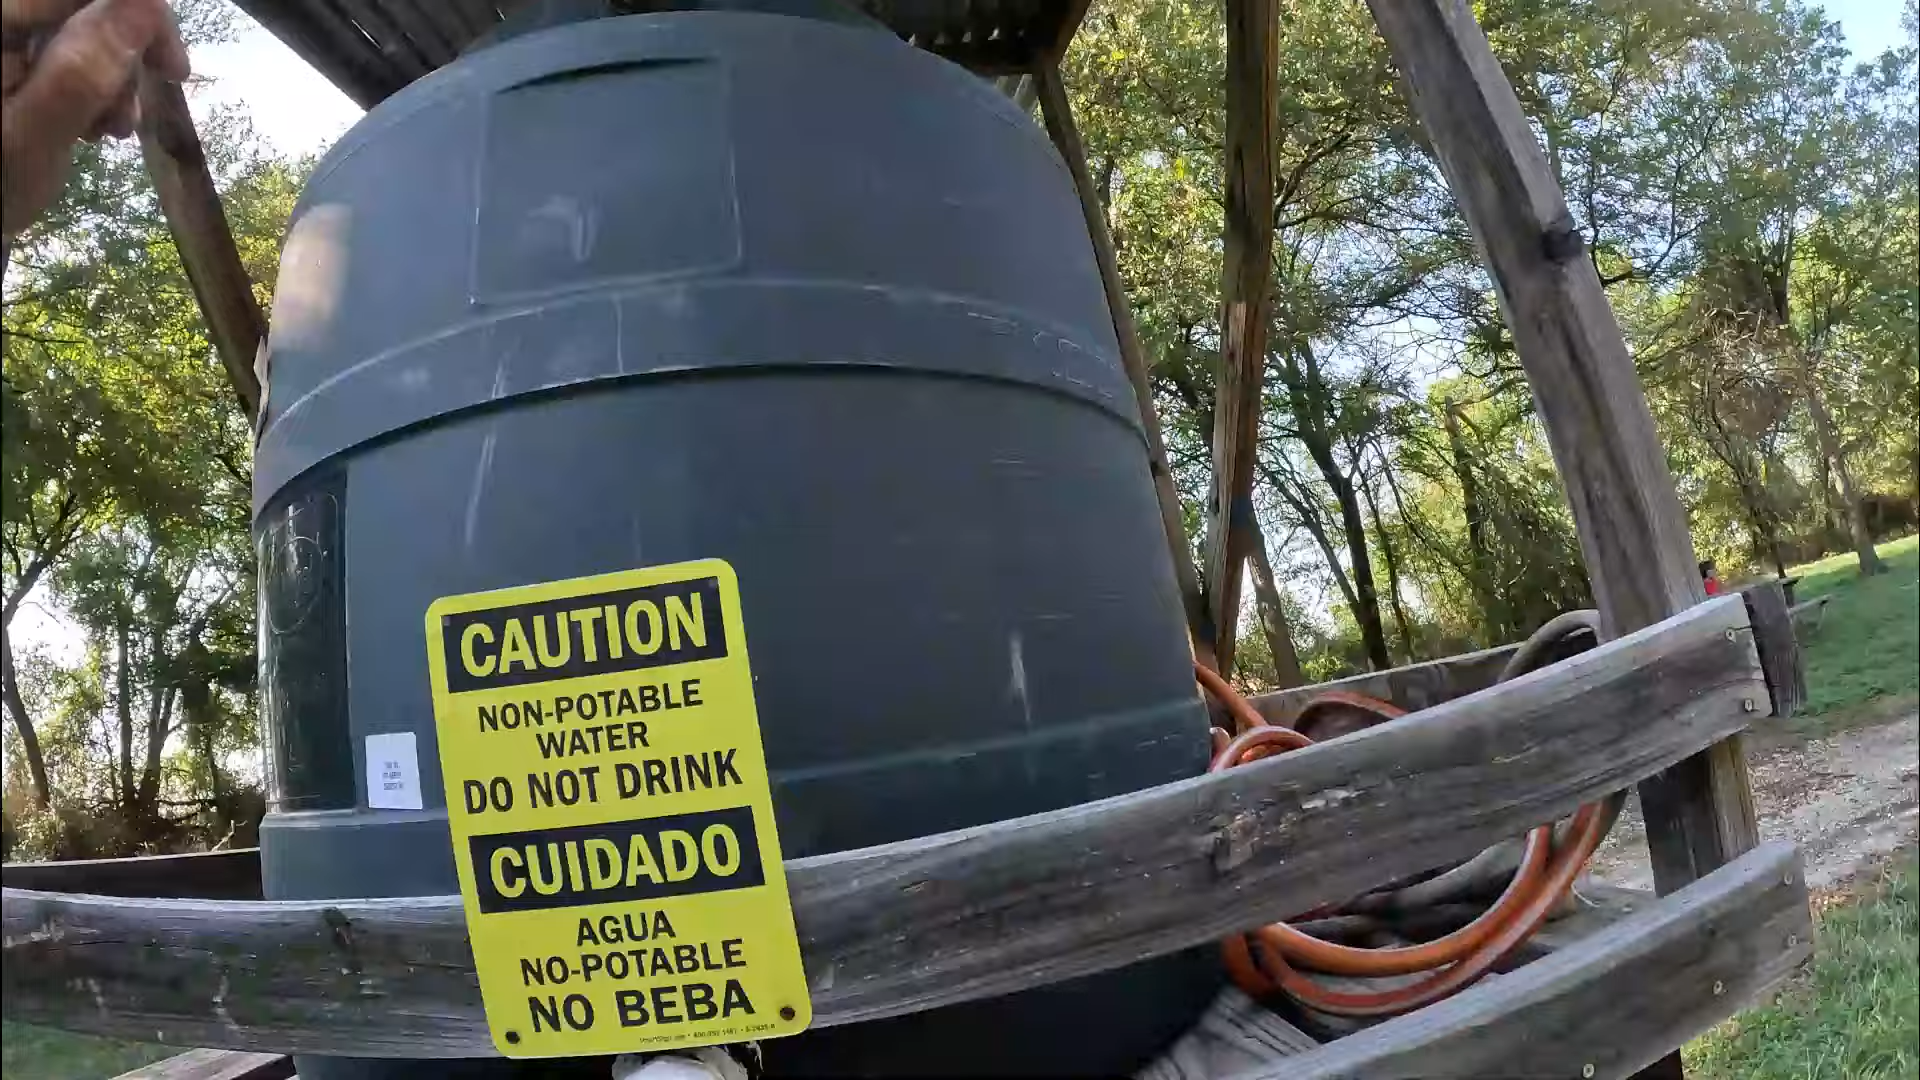 CAUTION
NON-POTABLE
WATER
DO NOT DRINK
CUIDADO
AGUA
NO-POTABLE
NO BEBA